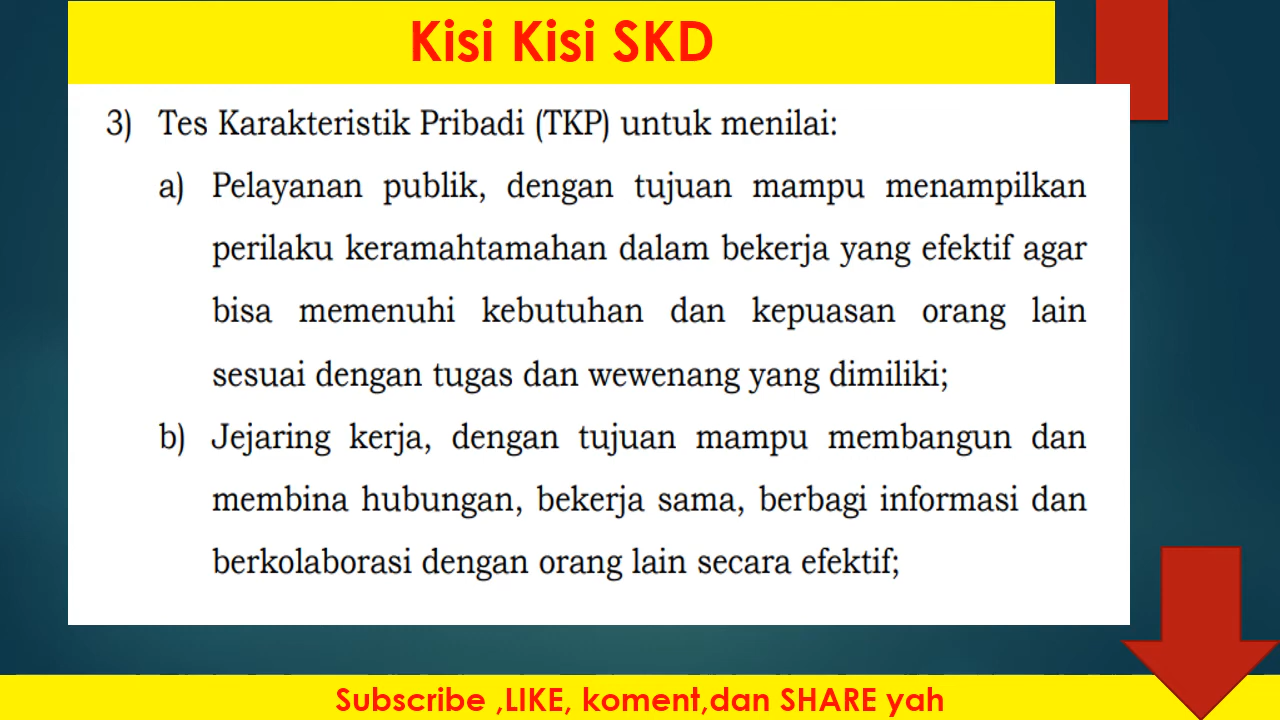 Kisi Kisi SKD
3) Tes Karakteristik Pribadi (TKP) untuk menilai:
a) Pelayanan publik, dengan tujuan mampu menampilkan
perilaku keramahtamahan dalam bekerja yang efektif agar
bisa memenuhi kebutuhan dan kepuasan orang lain
sesuai dengan tugas dan wewenang yang dimiliki;
b) Jejaring kerja, dengan tujuan mampu membangun dan
membina hubungan, bekerja sama, berbagi informasi dan
berkolaborasi dengan orang lain secara efektif;
Subscribe ,LIKE, koment,dan SHARE yah